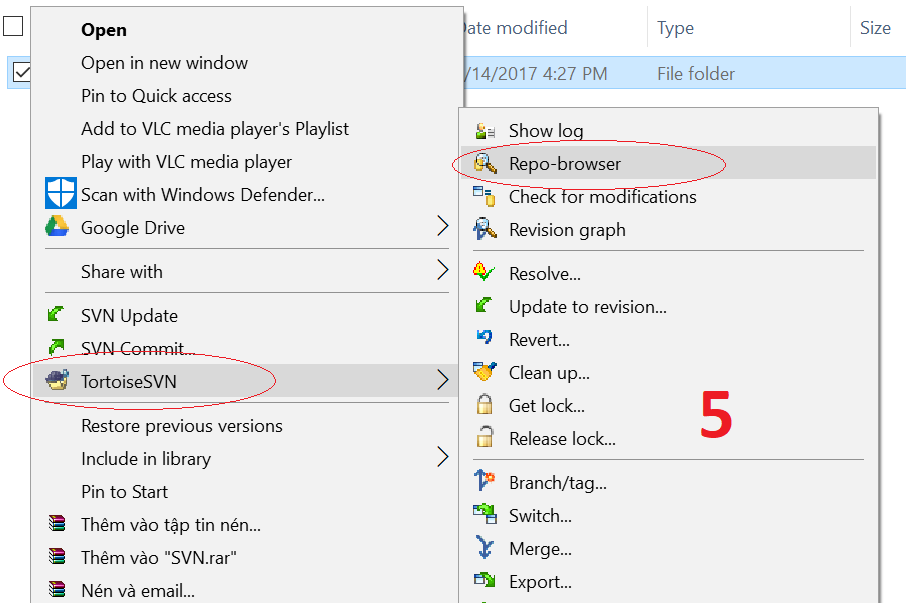 Date modified
Type
Size
/14/2017 4:27 PM
File folder
Open
Open in new window
Pin to Quick access
Add to VLC media player's Playlist
Play with VLC media player
Scan with Windows Defender...
Google Drive
Share with
SVN Update
SVN Commit...
TortoiseSVN
Restore previous versions
Include in library
Pin to Start
Thêm vào tập tin nén...
Thêm vào "SVN.rar"
Nén và email...
Show log
Repo-browser
Check for modifications
Revision graph
Resolve...
Update to revision...
Revert...
Clean up...
Get lock...
Release lock...
5
Branch/tag...
Switch...
Merge...
Export...